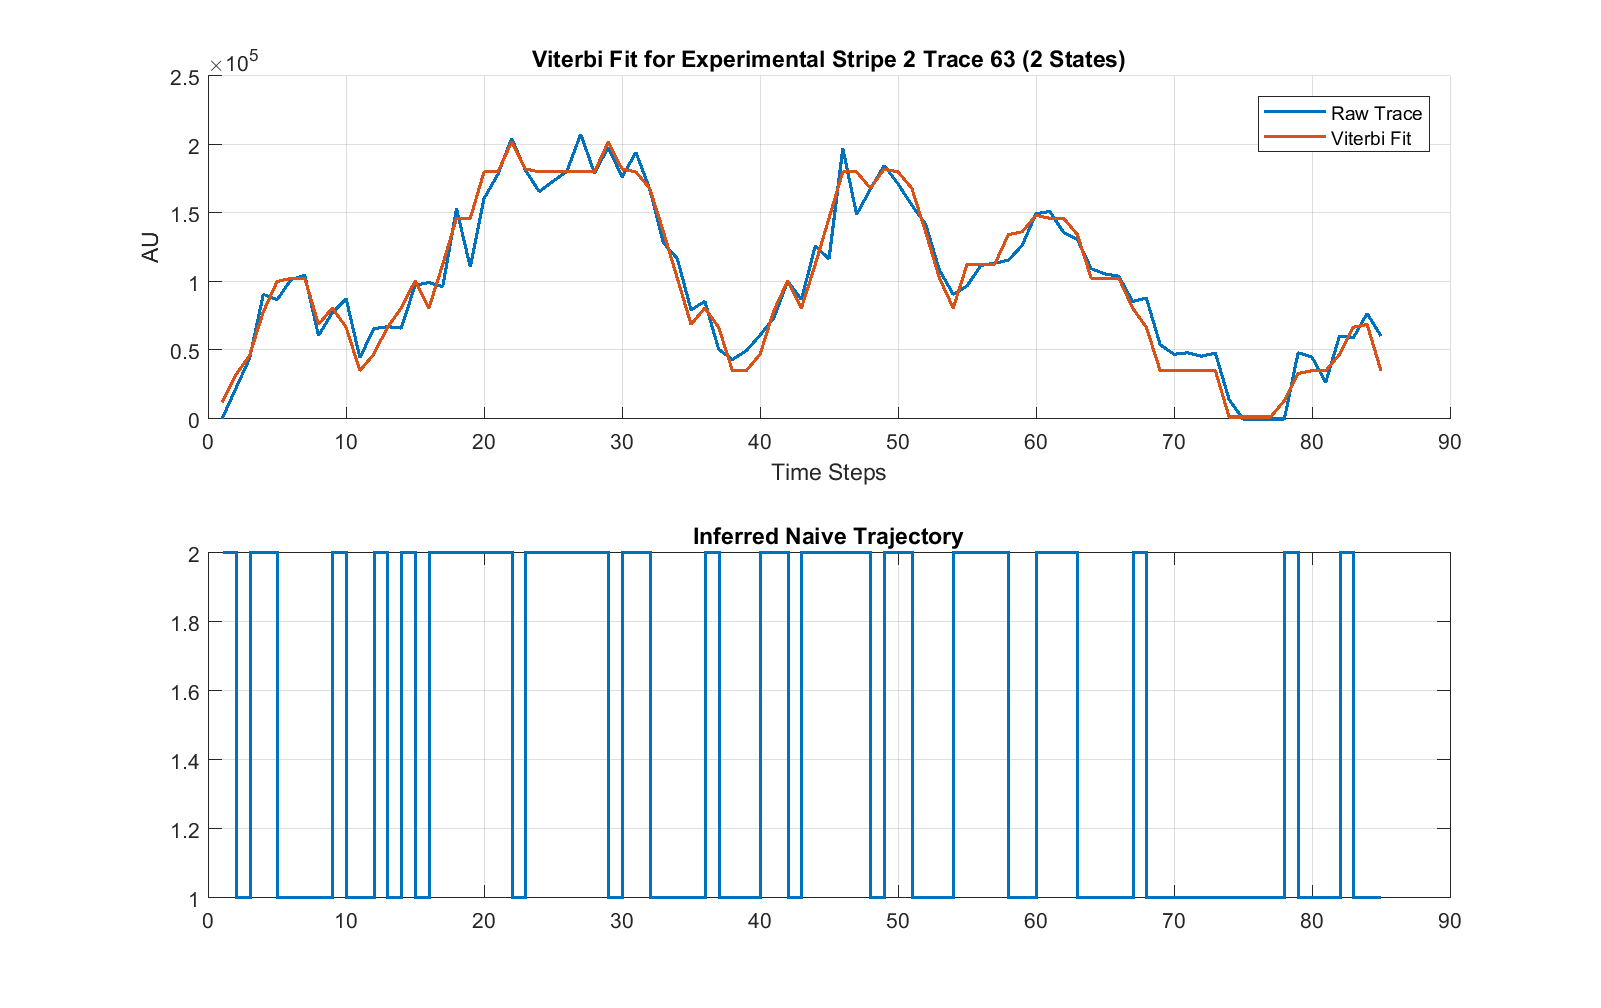 Viterbi Fit for Experimental Stripe 2 Trace 63 (2 States)
×10^5
2.5
2
1.5
1
0.5
0
AU
Raw Trace
Viterbi Fit
0 10 20 30 40 50 60 70 80 90
Time Steps
Inferred Naive Trajectory
2
1.8
1.6
1.4
1.2
1
0 10 20 30 40 50 60 70 80 90